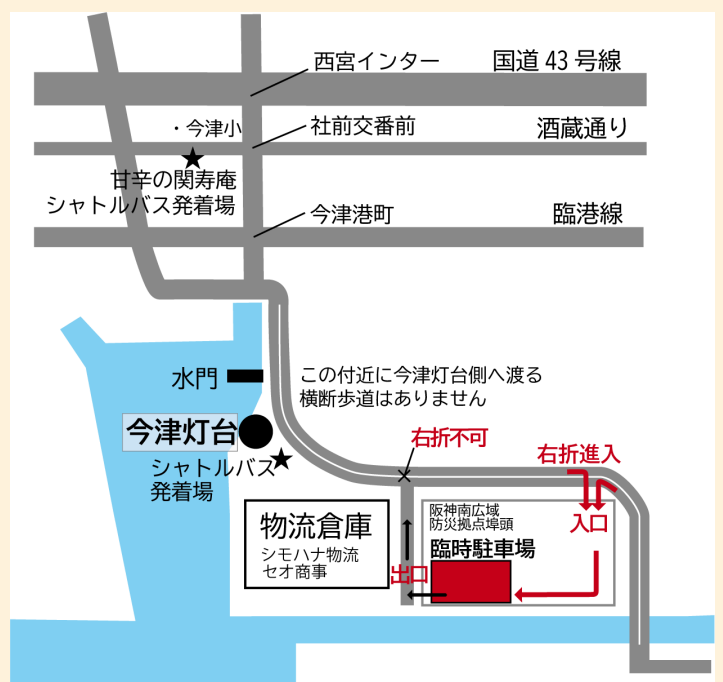 西宮インター
国道43号線
・今津小
社前交番前
酒蔵通り
甘辛の関寿庵
シャトルバス発着場
今津港町
臨港線
水門
この付近に今津灯台側へ渡る
横断歩道はありません
今津灯台
シャトルバス
発着場
右折不可
右折進入
物流倉庫
シモハナ物流
セオ商事
阪神南広域
防災拠点埠頭
入口
臨時駐車場
出口